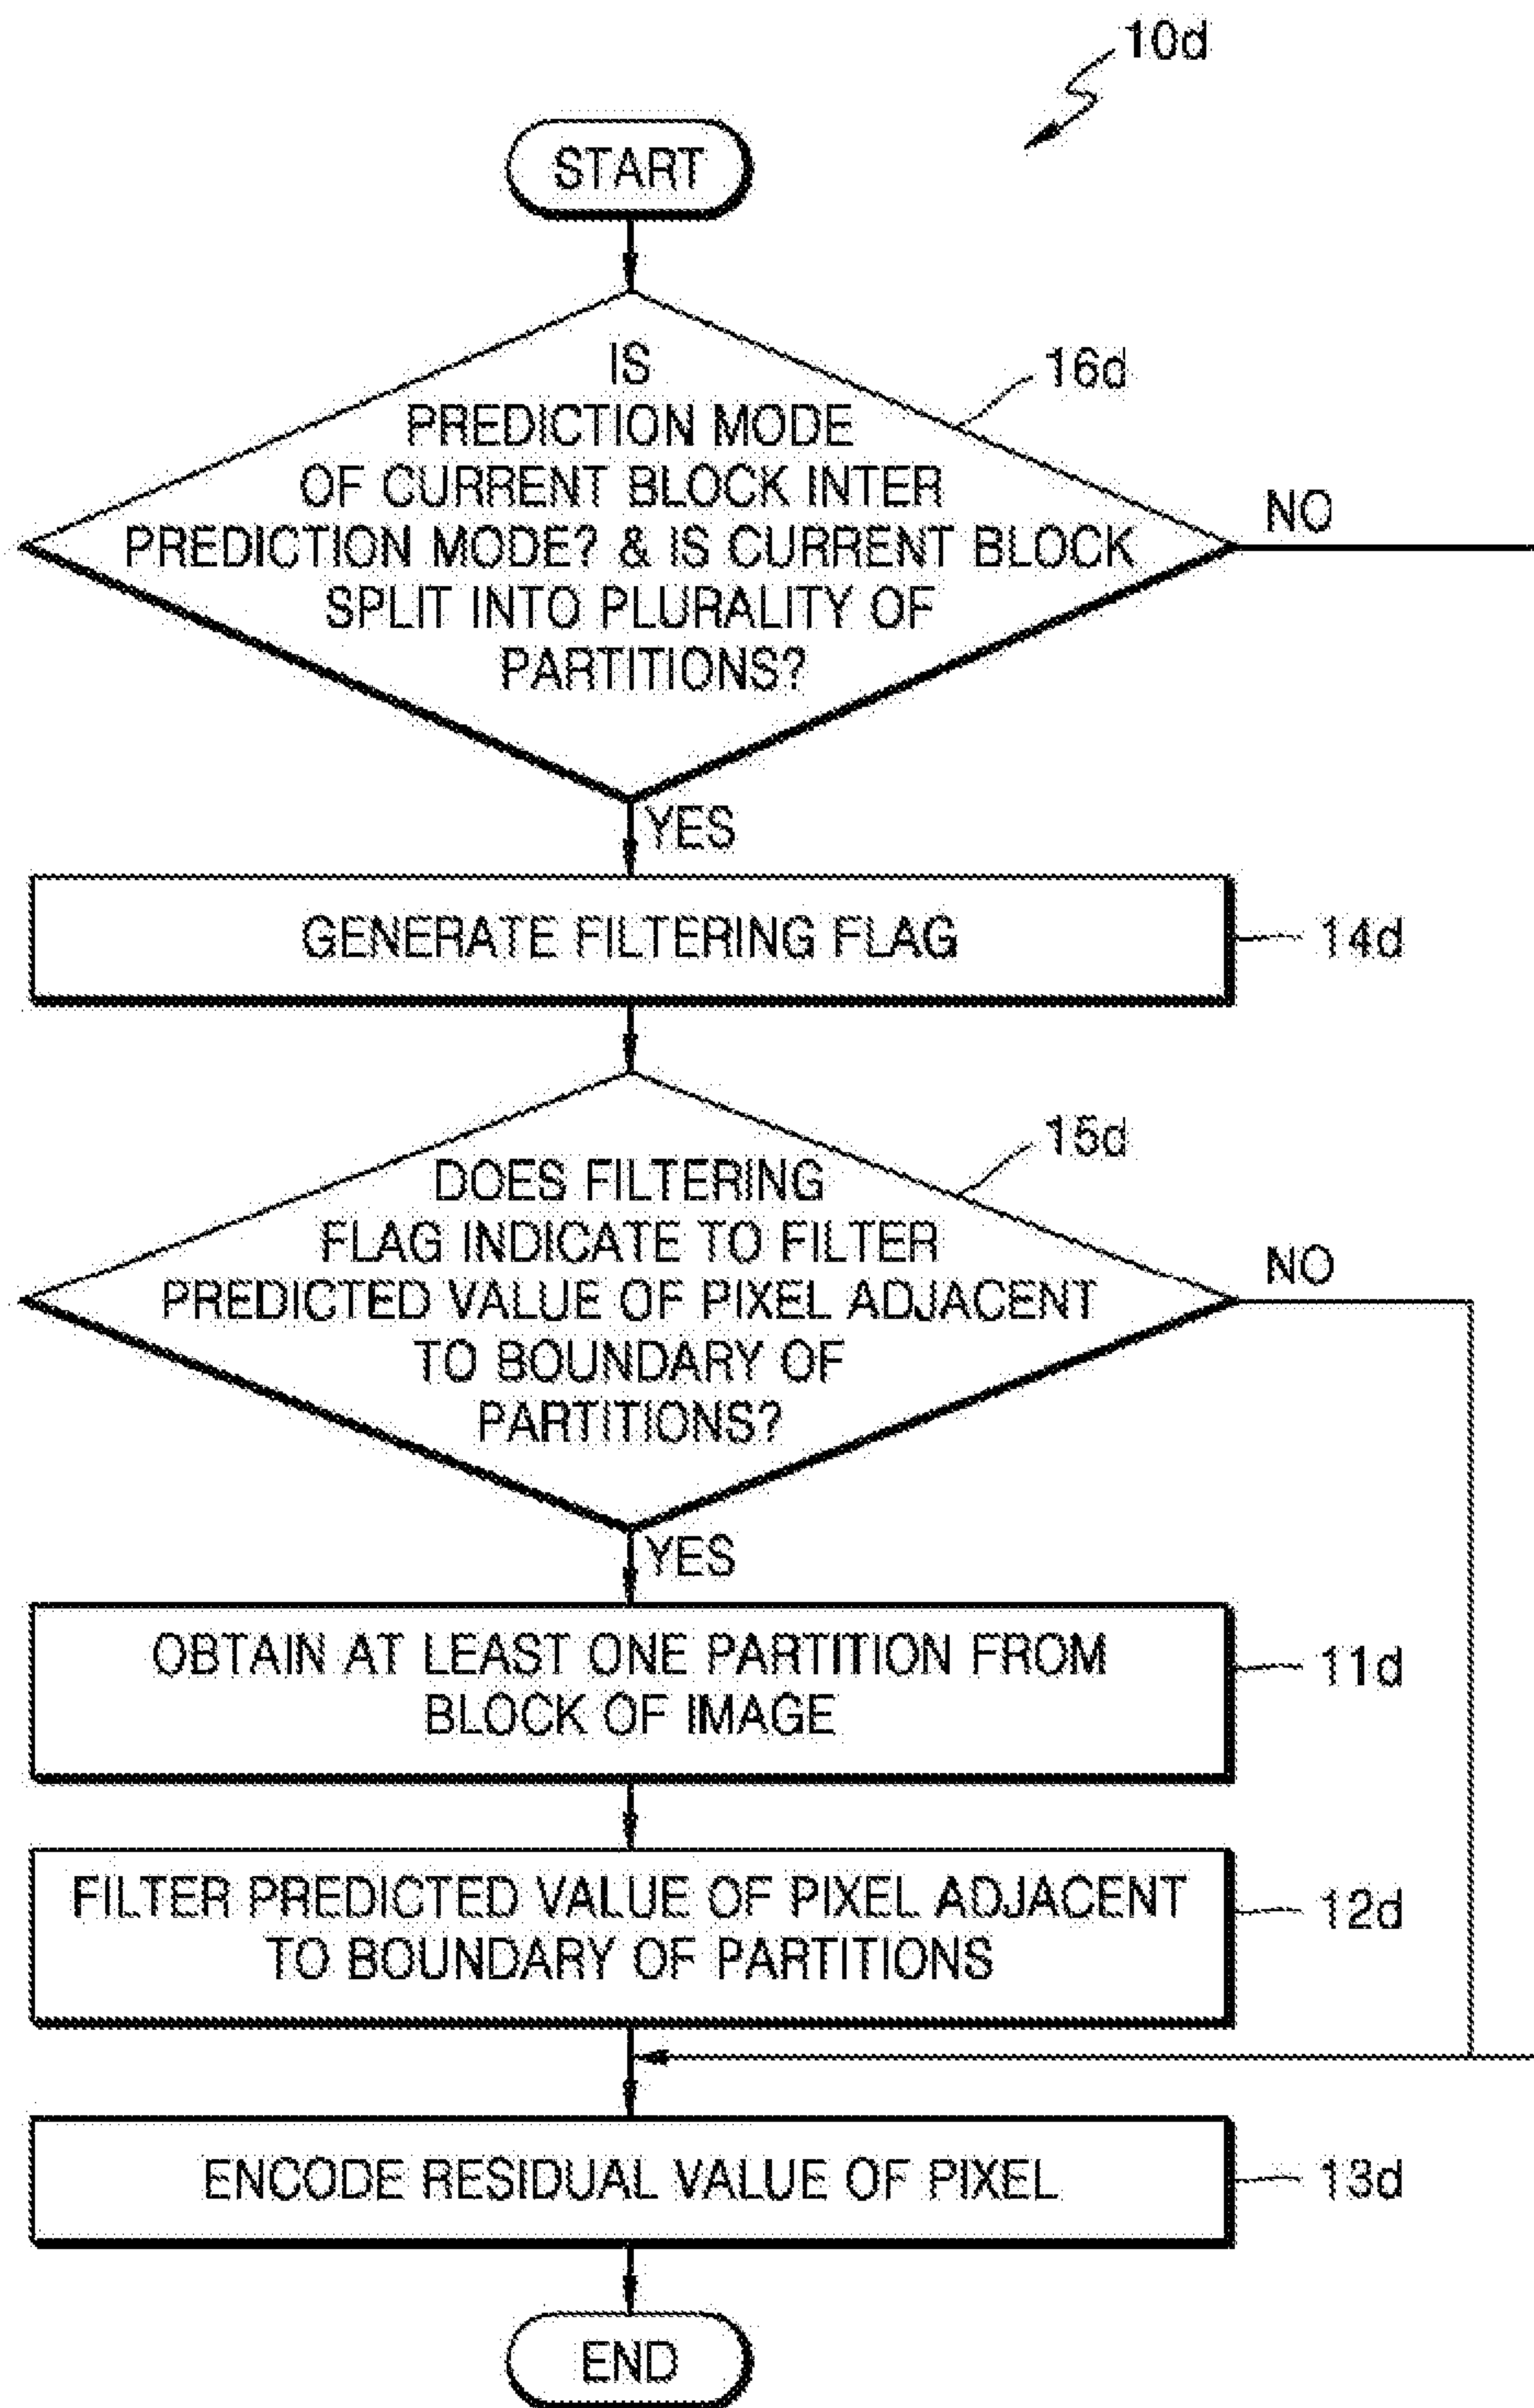 10d
START
IS
PREDICTION MODE
OF CURRENT BLOCK INTER
PREDICTION MODE? & IS CURRENT BLOCK
SPLIT INTO PLURALITY OF
PARTITIONS?
16d
NO
YES
GENERATE FILTERING FLAG
14d
DOES FILTERING
FLAG INDICATE TO FILTER
PREDICTED VALUE OF PIXEL ADJACENT
TO BOUNDARY OF
PARTITIONS?
15d
NO
YES
OBTAIN AT LEAST ONE PARTITION FROM
BLOCK OF IMAGE
11d
FILTER PREDICTED VALUE OF PIXEL ADJACENT
TO BOUNDARY OF PARTITIONS
12d
ENCODE RESIDUAL VALUE OF PIXEL
13d
END